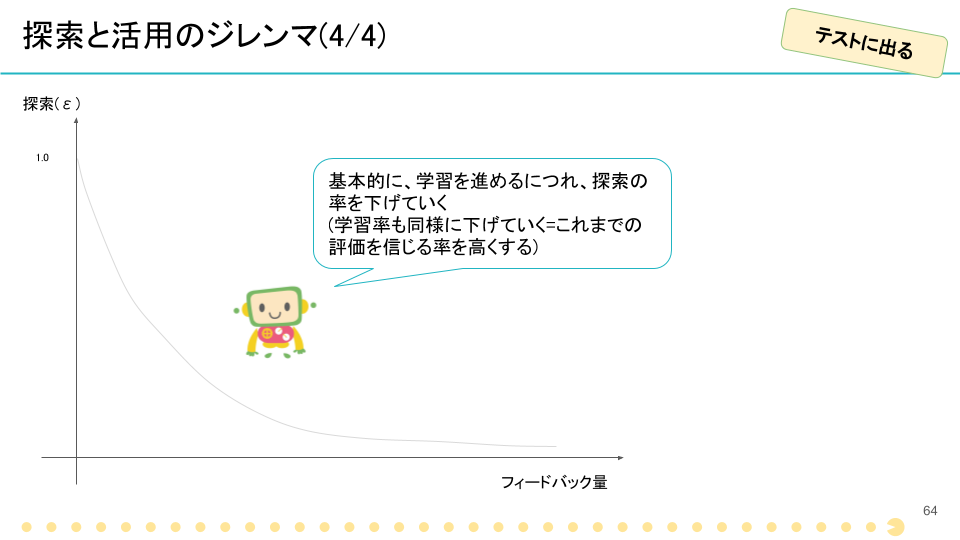 探索と活用のジレンマ(4/4)
テストに出る
探索(ε)
1.0
基本的に、学習を進めるにつれ、探索の
率を下げていく
(学習率も同様に下げていく=これまでの
評価を信じる率を高くする)
フィードバック量
64